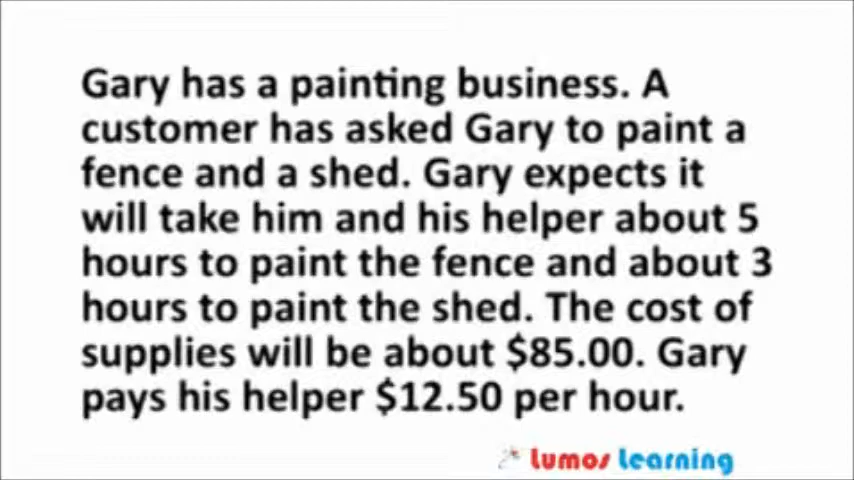 Gary has a painting business. A
customer has asked Gary to paint a
fence and a shed. Gary expects it
will take him and his helper about 5
hours to paint the fence and about 3
hours to paint the shed. The cost of
supplies will be about $85.00. Gary
pays his helper $12.50 per hour.
Lumos Learning